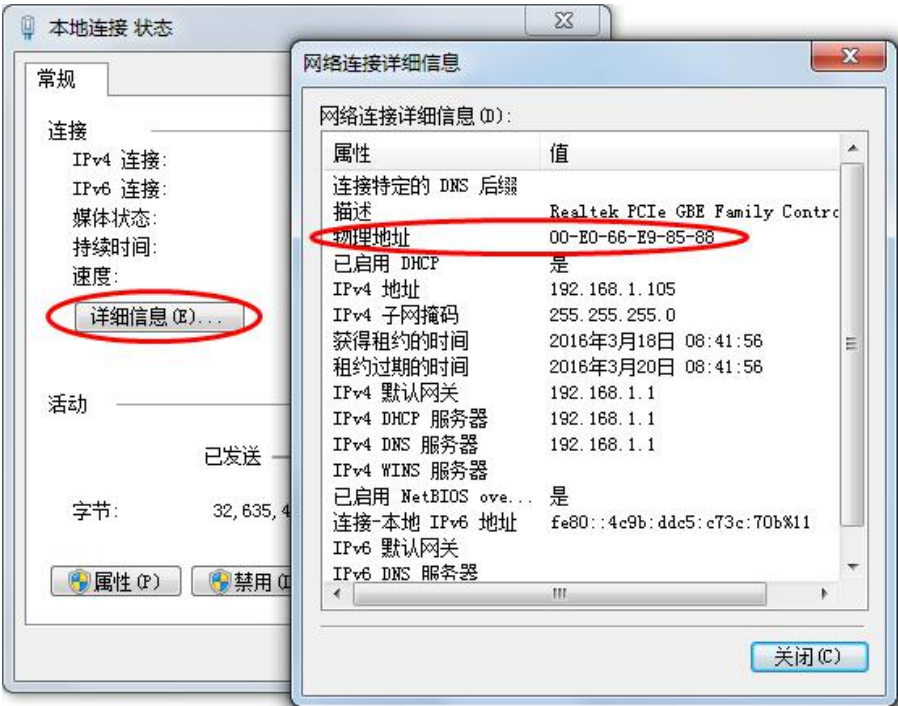 本地连接 状态
常规
连接
IPv4 连接:
IPv6 连接:
媒体状态:
持续时间:
速度:
详细信息(E)...
活动
已发送
字节: 32,635,4
属性(P) 禁用(D
网络连接详细信息
网络连接详细信息(D):
属性 值
连接特定的 DNS 后缀
描述 Realtek PCIe GBE Family Contro
物理地址 00-E0-66-E9-85-88
已启用 DHCP 是
IPv4 地址 192.168.1.105
IPv4 子网掩码 255.255.255.0
获得租约的时间 2016年3月18日 08:41:56
租约过期的时间 2016年3月20日 08:41:56
IPv4 默认网关 192.168.1.1
IPv4 DHCP 服务器 192.168.1.1
IPv4 DNS 服务器 192.168.1.1
IPv4 WINS 服务器
已启用 NetBIOS ove... 是
连接-本地 IPv6 地址 fe80::4c9b:ddc5:c73c:70b%11
IPv6 默认网关
IPv6 DNS 服务器
关闭(C)